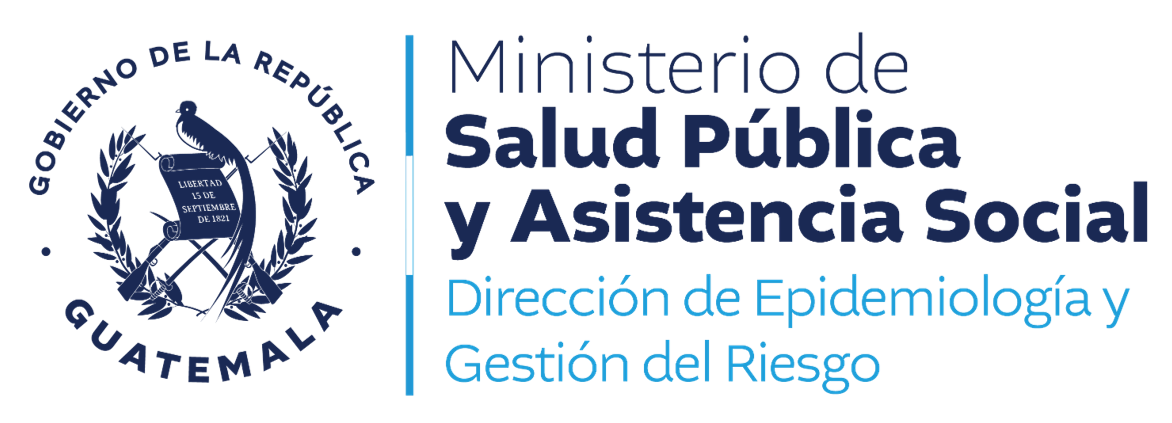 GOBIERNO DE LA REPÚBLICA
GUATEMALA
LIBERTAD
15 DE
SEPTIEMBRE
DE 1821
Ministerio de
Salud Pública
y Asistencia Social
Dirección de Epidemiología y
Gestión del Riesgo